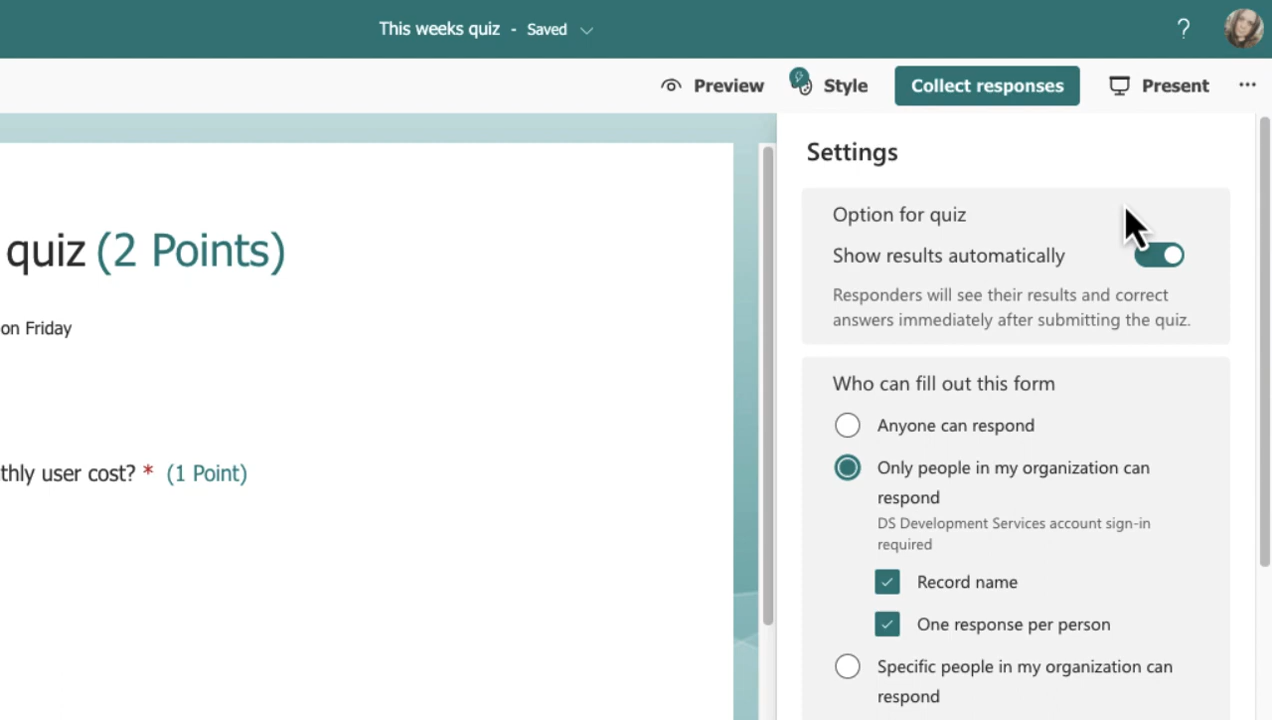 This weeks quiz - Saved
?
Preview
Style
Collect responses
Present
...
quiz (2 Points)
on Friday
thly user cost? * (1 Point)
Settings
Option for quiz
Show results automatically
Responders will see their results and correct
answers immediately after submitting the quiz.
Who can fill out this form
Anyone can respond
Only people in my organization can
respond
DS Development Services account sign-in
required
Record name
One response per person
Specific people in my organization can
respond